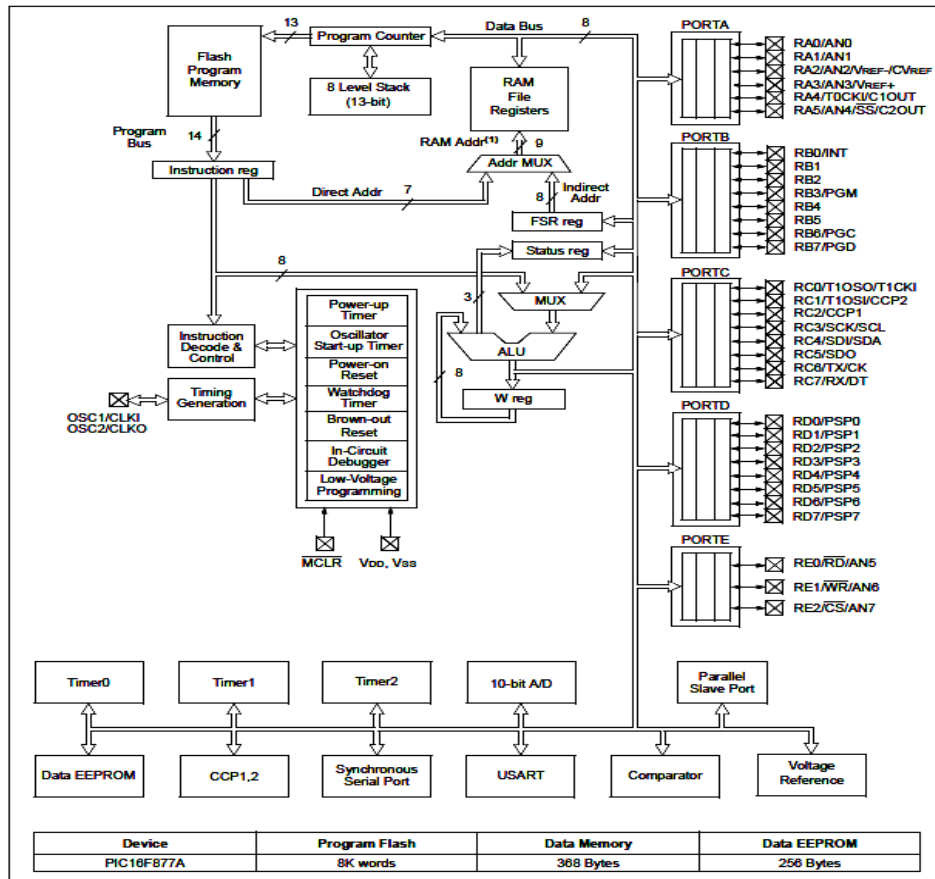 13
Program Counter
Data Bus
8
Flash
Program
Memory
8 Level Stack
(13-bit)
RAM
File
Registers
Program
Bus
14
RAM Addr(1)
9
Addr MUX
Instruction reg
Direct Addr
7
8
Indirect
Addr
FSR reg
Status reg
8
3
MUX
Power-up
Timer
Oscillator
Start-up Timer
Power-on
Reset
Watchdog
Timer
Brown-out
Reset
In-Circuit
Debugger
Low-Voltage
Programming
Instruction
Decode &
Control
Timing
Generation
OSC1/CLKI
OSC2/CLKO
ALU
8
W reg
MCLR
VDD, VSS
PORTA
RA0/AN0
RA1/AN1
RA2/AN2/VREF-/CVREF
RA3/AN3/VREF+
RA4/T0CKI/C1OUT
RA5/AN4/SS/C2OUT
PORTB
RB0/INT
RB1
RB2
RB3/PGM
RB4
RB5
RB6/PGC
RB7/PGD
PORTC
RC0/T1OSO/T1CKI
RC1/T1OSI/CCP2
RC2/CCP1
RC3/SCK/SCL
RC4/SDI/SDA
RC5/SDO
RC6/TX/CK
RC7/RX/DT
PORTD
RD0/PSP0
RD1/PSP1
RD2/PSP2
RD3/PSP3
RD4/PSP4
RD5/PSP5
RD6/PSP6
RD7/PSP7
PORTE
RE0/RD/AN5
RE1/WR/AN6
RE2/CS/AN7
Timer0
Timer1
Timer2
10-bit A/D
Parallel
Slave Port
Data EEPROM
CCP1,2
Synchronous
Serial Port
USART
Comparator
Voltage
Reference
Device Program Flash Data Memory Data EEPROM
PIC16F877A 8K words 368 Bytes 256 Bytes